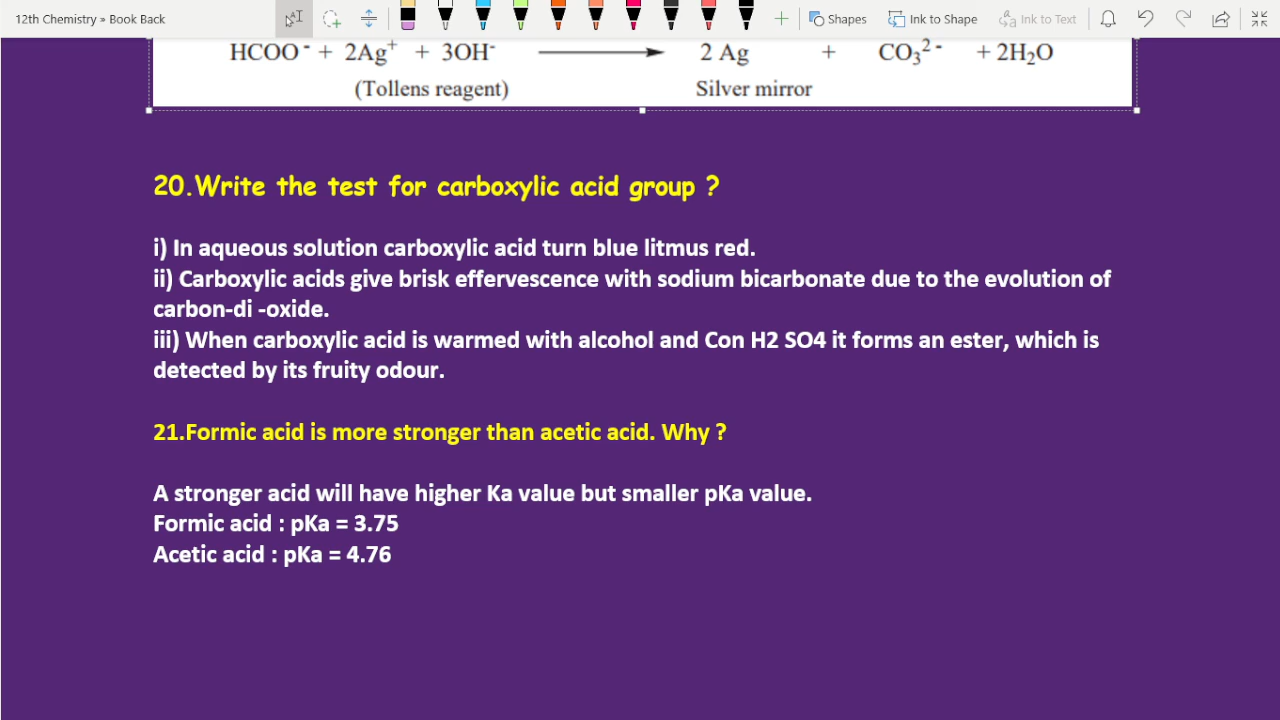 12th Chemistry » Book Back
Shapes
Ink to Shape
Ink to Text
HCOO⁻ + 2Ag⁺ + 3OH⁻ ⟶ 2 Ag + CO₃²⁻ + 2H₂O
(Tollens reagent) Silver mirror
20.Write the test for carboxylic acid group ?
i) In aqueous solution carboxylic acid turn blue litmus red.
ii) Carboxylic acids give brisk effervescence with sodium bicarbonate due to the evolution of
carbon-di -oxide.
iii) When carboxylic acid is warmed with alcohol and Con H2 SO4 it forms an ester, which is
detected by its fruity odour.
21.Formic acid is more stronger than acetic acid. Why ?
A stronger acid will have higher Ka value but smaller pKa value.
Formic acid : pKa = 3.75
Acetic acid : pKa = 4.76